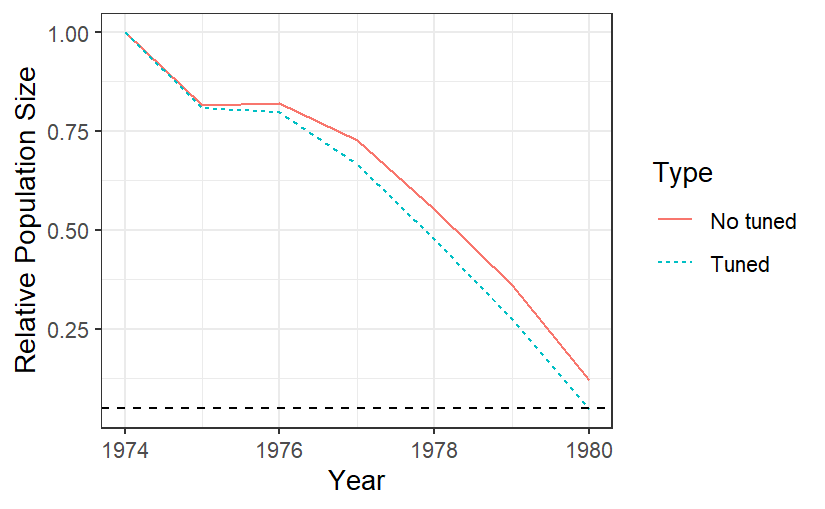 Relative Population Size
1.00
0.75
0.50
0.25
1974 1976 1978 1980
Year
Type
No tuned
Tuned